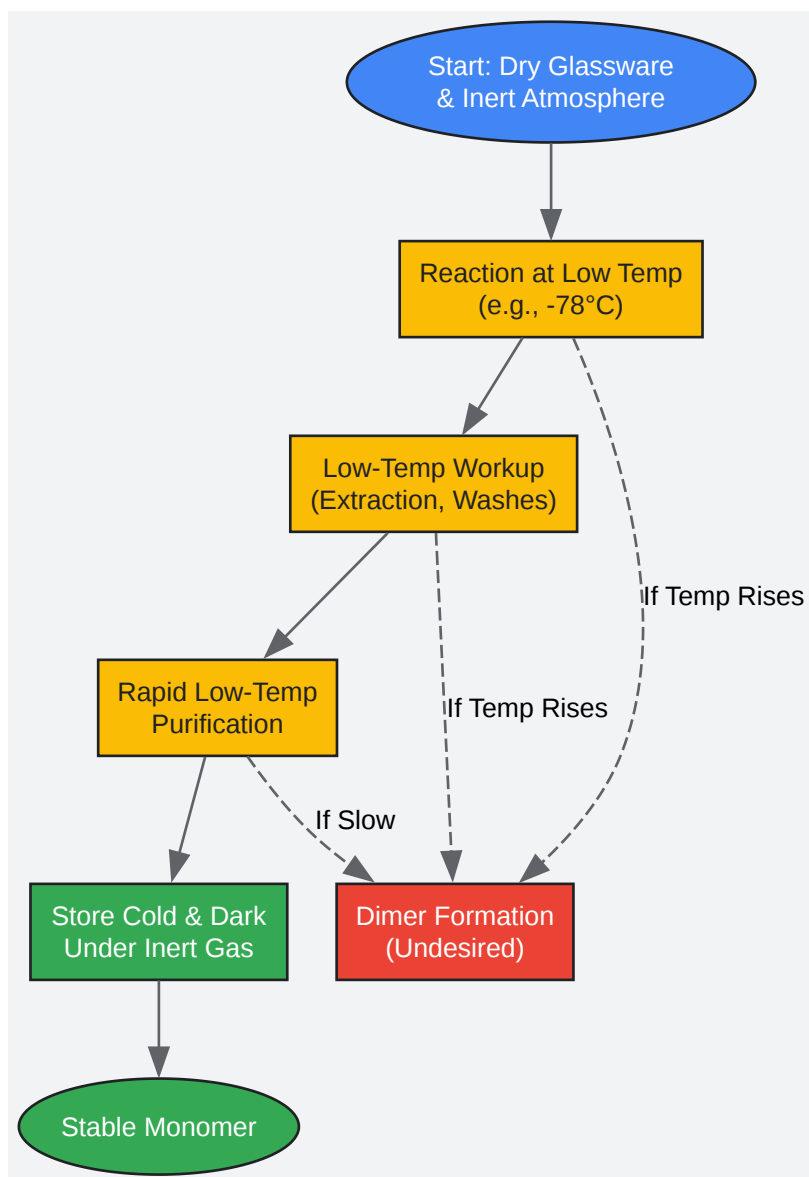 Start: Dry Glassware
& Inert Atmosphere
Reaction at Low Temp
(e.g., -78°C)
Low-Temp Workup
(Extraction, Washes)
If Temp Rises
Rapid Low-Temp
Purification
If Temp Rises
If Slow
Store Cold & Dark
Under Inert Gas
Dimer Formation
(Undesired)
Stable Monomer